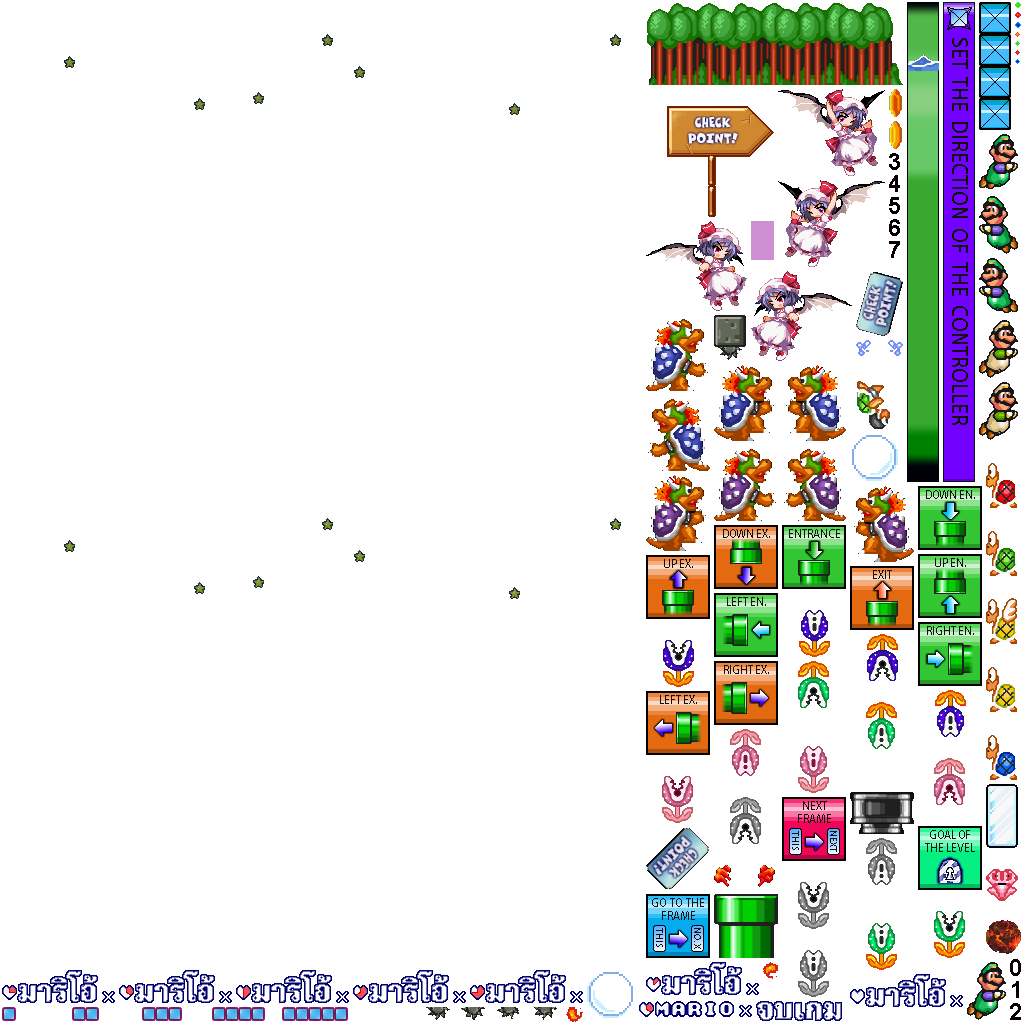 CHECK
POINT!
SET THE DIRECTION OF THE CONTROLLER
3
4
5
6
7
CHECK
POINT!
DOWN EN.
DOWN EX.
ENTRANCE
UP EX.
UP EN.
EXIT
LEFT EN.
RIGHT EN.
RIGHT EX.
LEFT EX.
NEXT
FRAME
THIS
NEXT
CHECK
POINT!
GOAL OF
THE LEVEL
GO TO THE
FRAME
THIS
NO.X
มาริโอ้ × มาริโอ้ × มาริโอ้ × มาริโอ้ × มาริโอ้ ×
มาริโอ้ ×
MARIO × จบเกม
มาริโอ้ ×
0
1
2